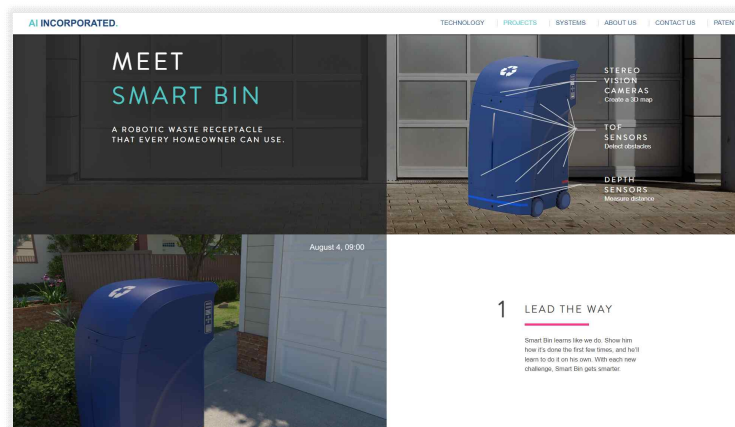 AI INCORPORATED.
TECHNOLOGY | PROJECTS | SYSTEMS | ABOUT US | CONTACT US | PATEN
MEET
SMART BIN
A ROBOTIC WASTE RECEPTACLE
THAT EVERY HOMEOWNER CAN USE.
STEREO
VISION
CAMERAS
Create a 3D map
TOF
SENSORS
Detect obstacles
DEPTH
SENSORS
Measure distance
August 4, 09:00
1 LEAD THE WAY
Smart Bin learns like we do. Show him
how it's done the first few times, and he'll
learn to do it on his own. With each new
challenge, Smart Bin gets smarter.